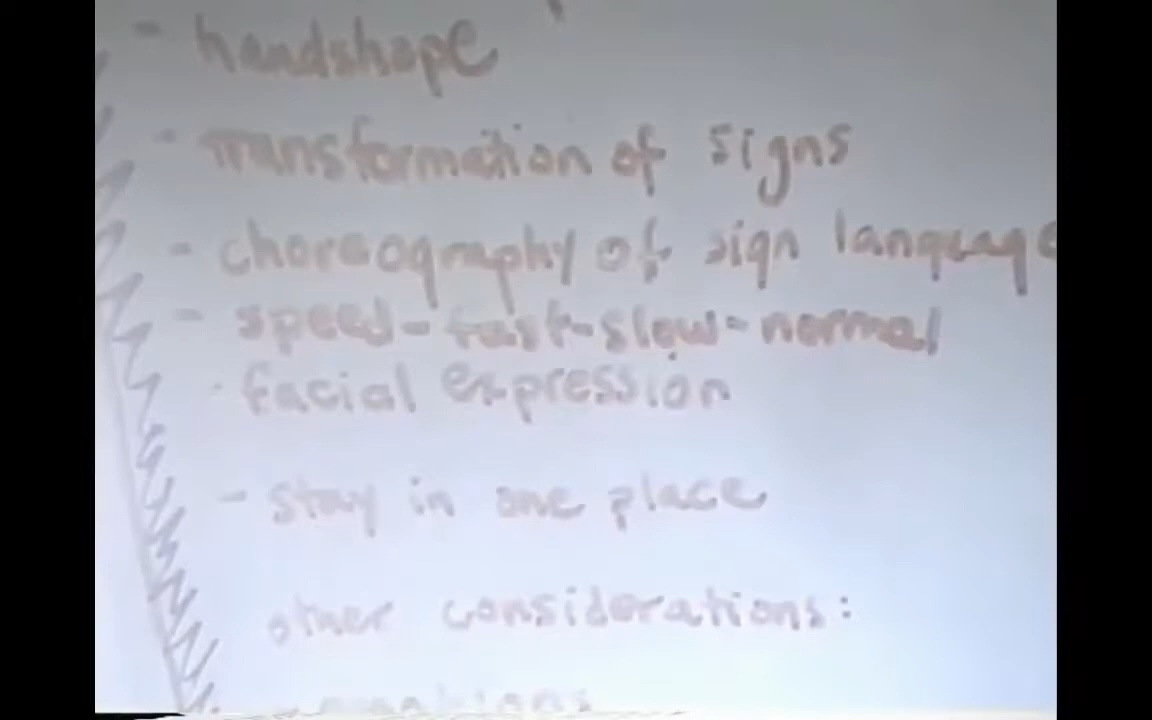 - handshape
- transformation of signs
- choreography of sign language
- speed - fast - slow - normal
- facial expression
- stay in one place
other considerations: